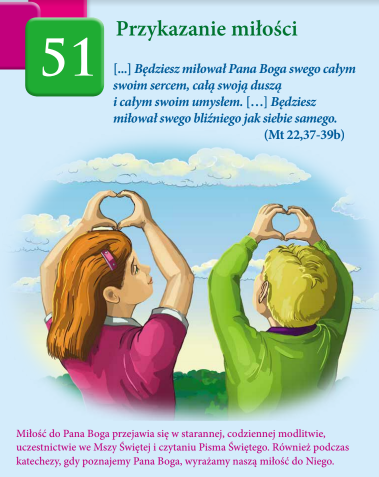 51
Przykazanie miłości
[...] Będziesz miłował Pana Boga swego całym
swoim sercem, całą swoją duszą
i całym swoim umysłem. […] Będziesz
miłował swego bliźniego jak siebie samego.
(Mt 22,37-39b)
Miłość do Pana Boga przejawia się w starannej, codziennej modlitwie,
uczestnictwie we Mszy Świętej i czytaniu Pisma Świętego. Również podczas
katechezy, gdy poznajemy Pana Boga, wyrażamy naszą miłość do Niego.